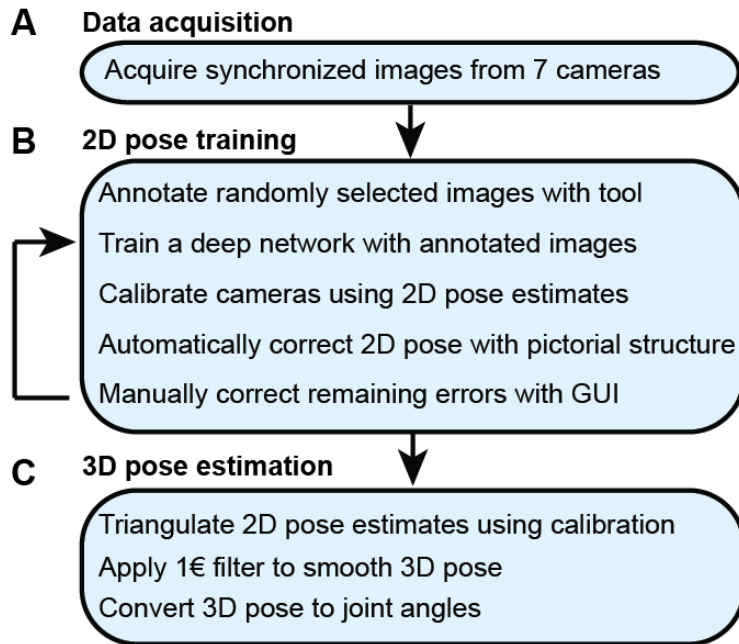 A Data acquisition
Acquire synchronized images from 7 cameras
B 2D pose training
Annotate randomly selected images with tool
Train a deep network with annotated images
Calibrate cameras using 2D pose estimates
Automatically correct 2D pose with pictorial structure
Manually correct remaining errors with GUI
C 3D pose estimation
Triangulate 2D pose estimates using calibration
Apply 1€ filter to smooth 3D pose
Convert 3D pose to joint angles